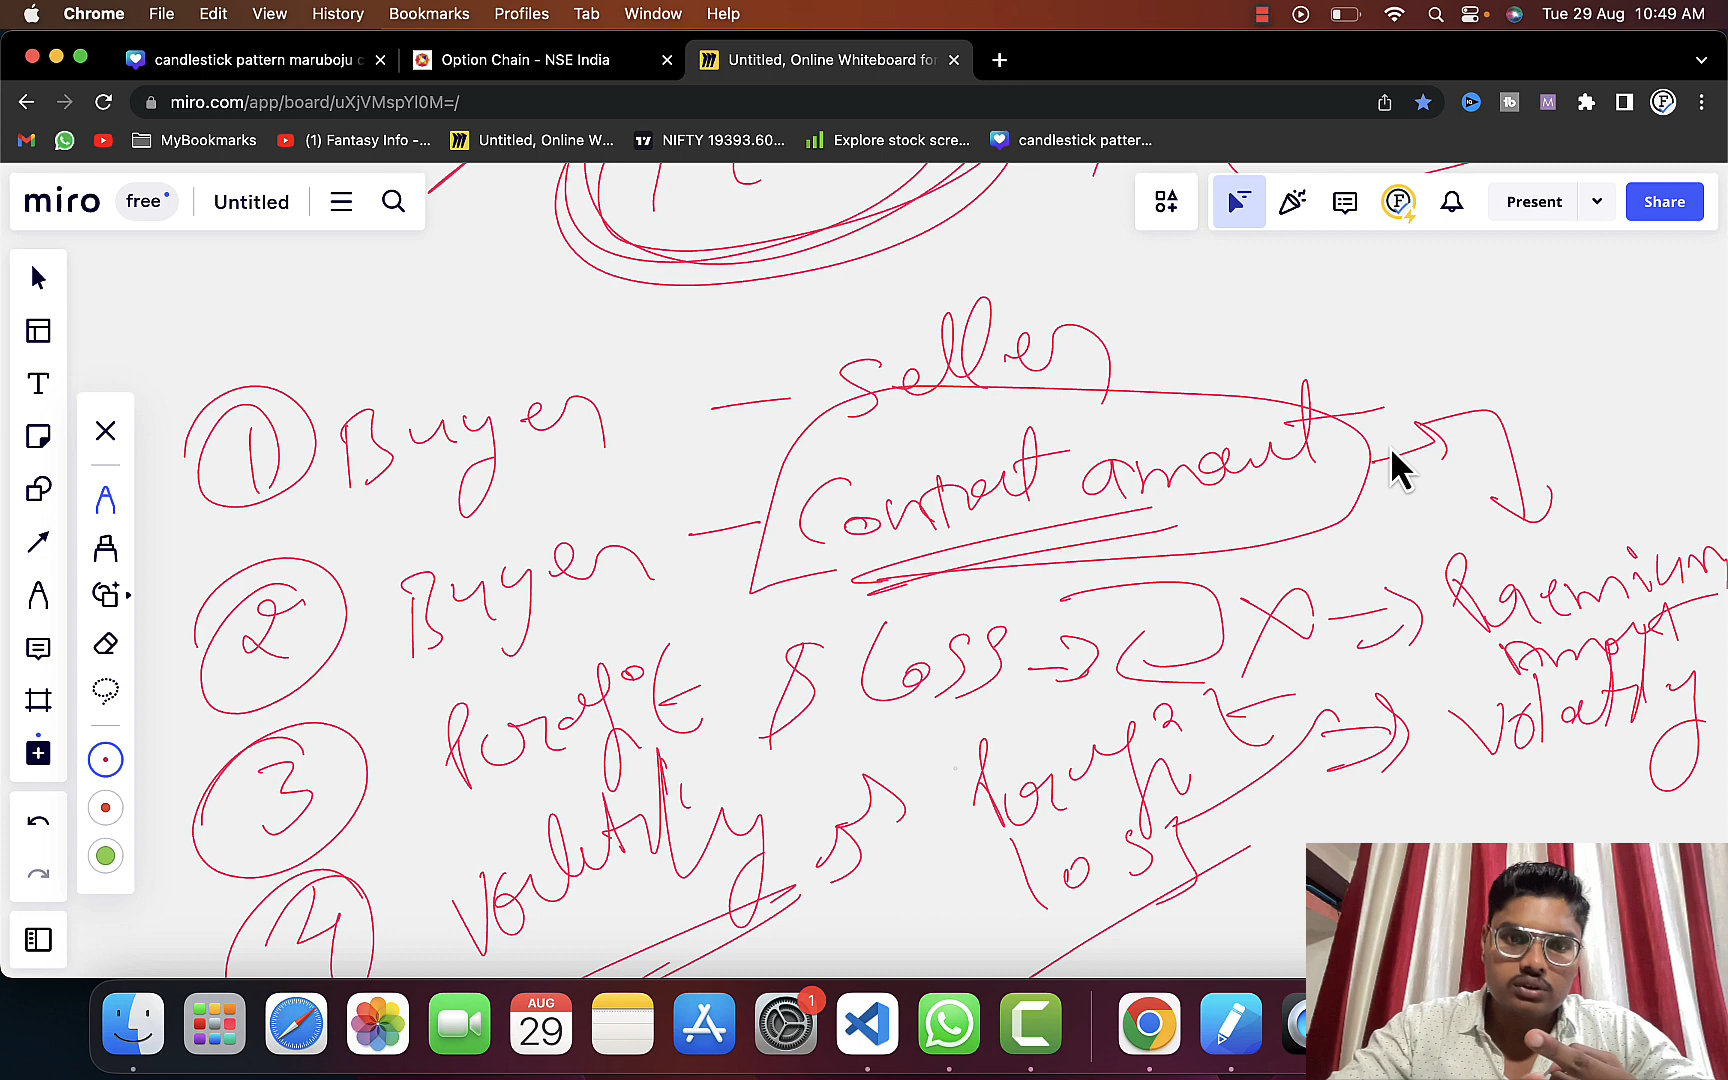 Chrome File Edit View History Bookmarks Profiles Tab Window Help Tue 29 Aug 10:49 AM
candlestick pattern maruboju c Option Chain - NSE India Untitled, Online Whiteboard for
miro.com/app/board/uXjVMspYI0M=/
MyBookmarks (1) Fantasy Info -... Untitled, Online W... NIFTY 19393.60... Explore stock scre... candlestick patter...
miro free Untitled Present Share
① Buyer - Seller
② Buyer - Contract amount
③ Profit & Loss → X → Premium
volatility
④
loss
AUG
29
1